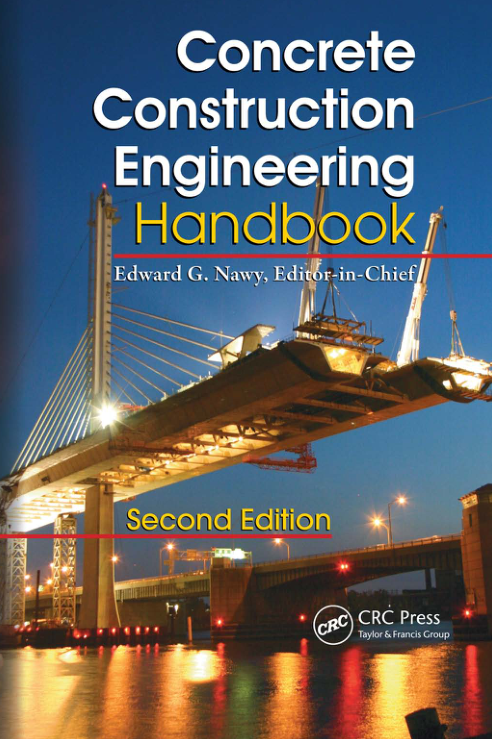 Concrete
Construction
Engineering
Handbook
Edward G. Nawy, Editor-in-Chief
Second Edition
CRC
CRC Press
Taylor & Francis Group